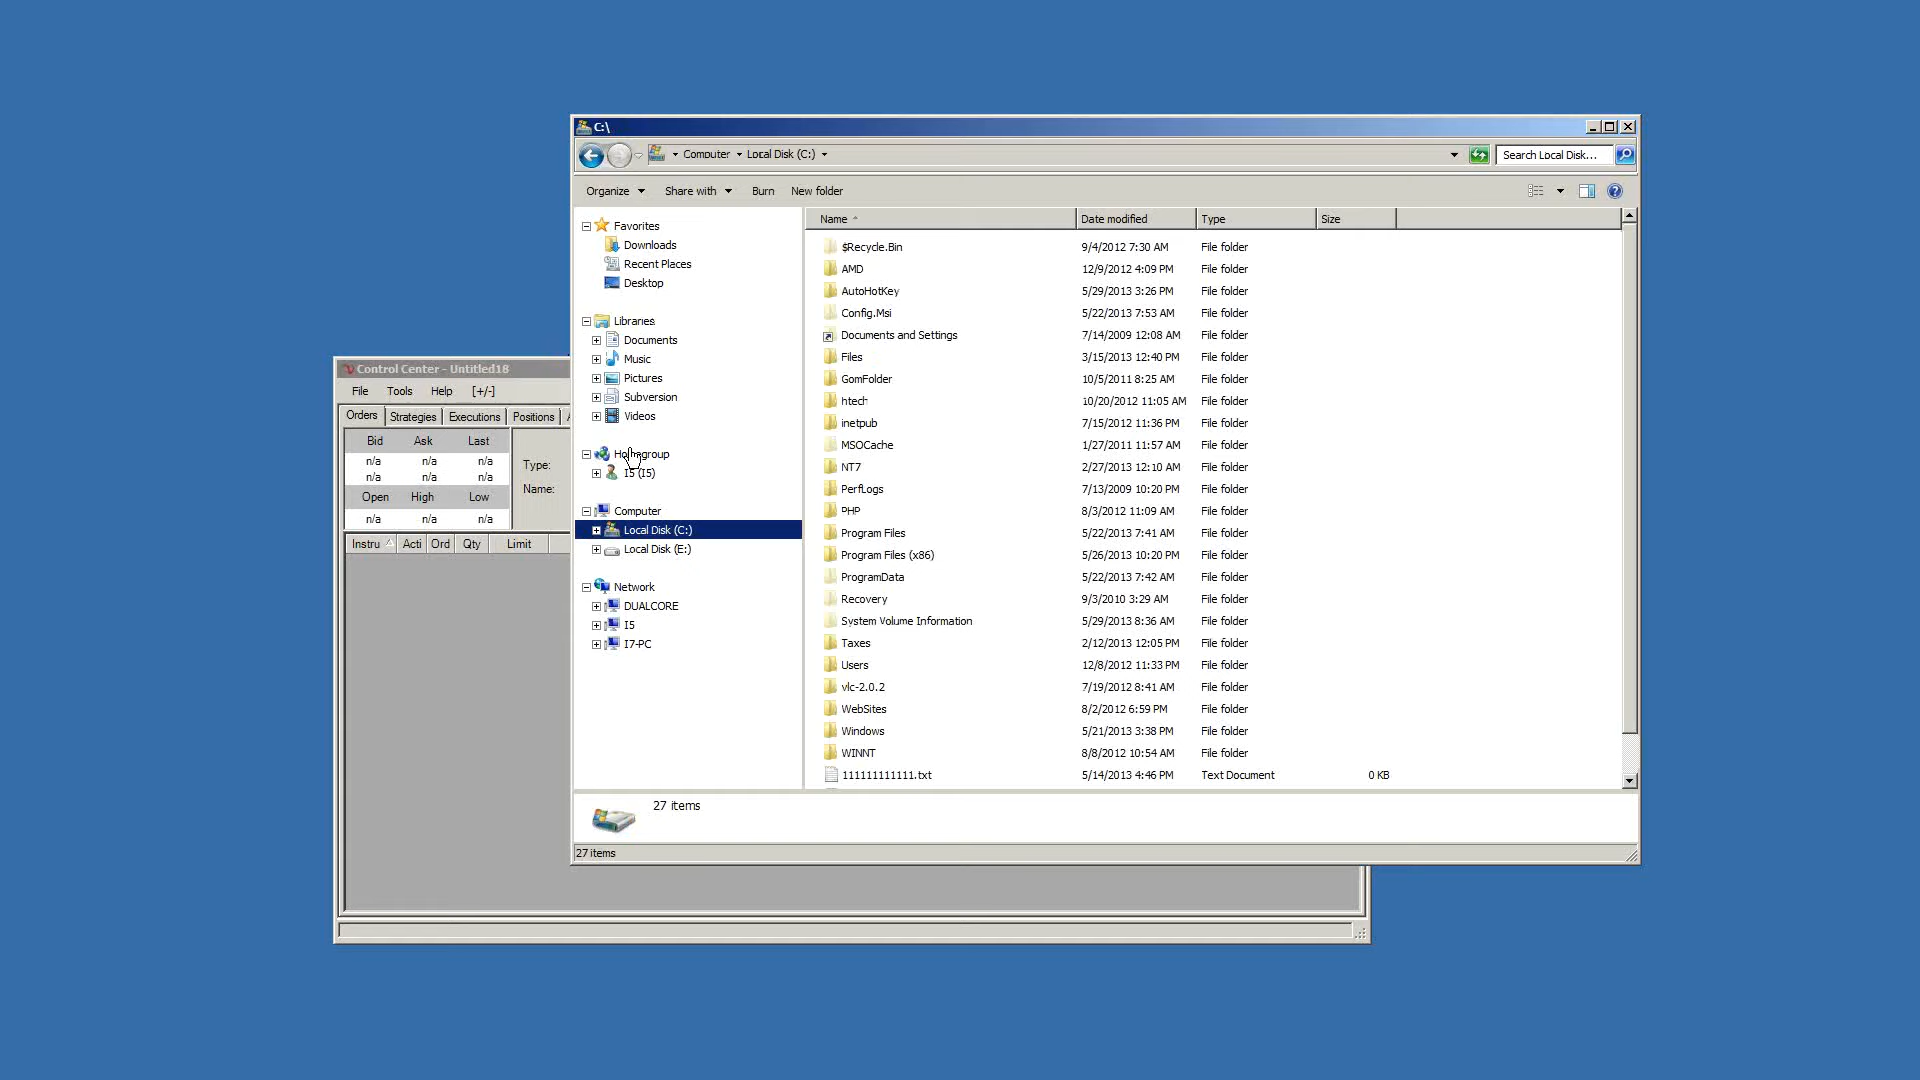 C:\
Computer Local Disk (C:)
Search Local Disk...
Organize Share with Burn New folder
Name Date modified Type Size
Favorites
Downloads
Recent Places
Desktop
Libraries
Documents
Music
Pictures
Subversion
Videos
I5 (I5)
Computer
Local Disk (C:)
Local Disk (E:)
Network
DUALCORE
I5
I7-PC
$Recycle.Bin 9/4/2012 7:30 AM File folder
AMD 12/9/2012 4:09 PM File folder
AutoHotKey 5/29/2013 3:26 PM File folder
Config.Msi 5/22/2013 7:53 AM File folder
Documents and Settings 7/14/2009 12:08 AM File folder
Files 3/15/2013 12:40 PM File folder
GomFolder 10/5/2011 8:25 AM File folder
htech 10/20/2012 11:05 AM File folder
inetpub 7/15/2012 11:36 PM File folder
MSOCache 1/27/2011 11:57 AM File folder
NT7 2/27/2013 12:10 AM File folder
PerfLogs 7/13/2009 10:20 PM File folder
PHP 8/3/2012 11:09 AM File folder
Program Files 5/22/2013 7:41 AM File folder
Program Files (x86) 5/26/2013 10:20 PM File folder
ProgramData 5/22/2013 7:42 AM File folder
Recovery 9/3/2010 3:29 AM File folder
System Volume Information 5/29/2013 8:36 AM File folder
Taxes 2/12/2013 12:05 PM File folder
Users 12/8/2012 11:33 PM File folder
vlc-2.0.2 7/19/2012 8:41 AM File folder
WebSites 8/2/2012 6:59 PM File folder
Windows 5/21/2013 3:38 PM File folder
WINNT 8/8/2012 10:54 AM File folder
111111111111.txt 5/14/2013 4:46 PM Text Document 0 KB
27 items
27 items
Control Center - Untitled18
File Tools Help [+/-]
Orders Strategies Executions Positions
Bid Ask Last
n/a n/a n/a
n/a n/a n/a
Open High Low
n/a n/a n/a
Type:
Name:
Instru Acti Ord Qty Limit